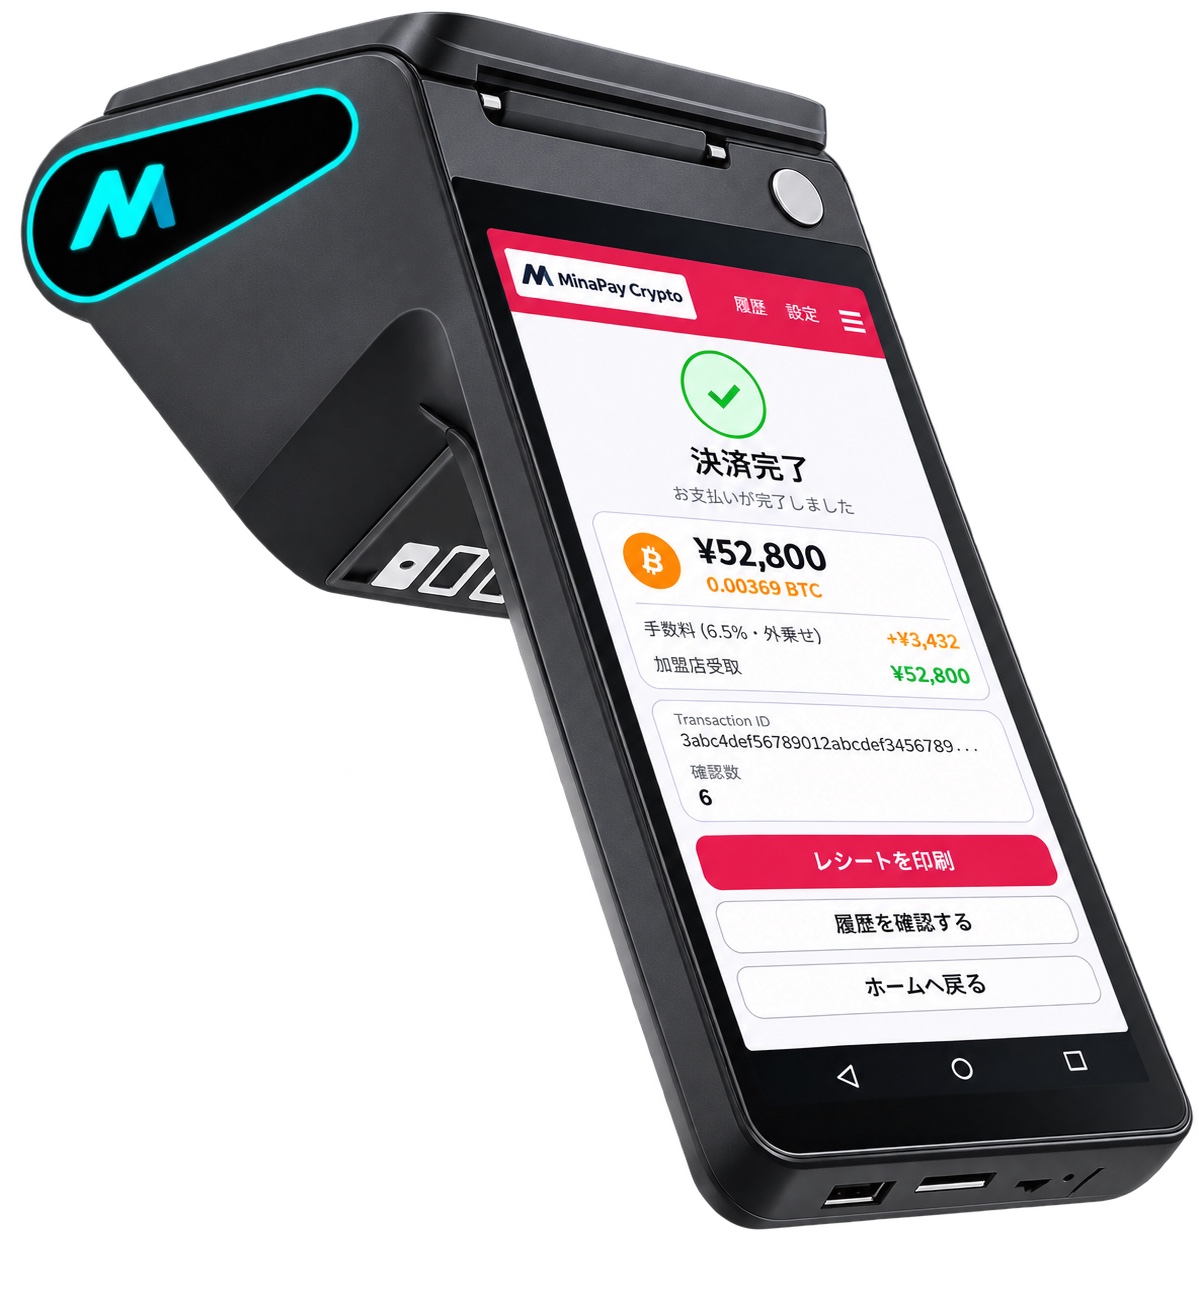 MinaPay Crypto
履歴 設定
決済完了
お支払いが完了しました
¥52,800
0.00369 BTC
手数料 (6.5%・外乗せ) +¥3,432
加盟店受取 ¥52,800
Transaction ID
3abc4def56789012abcdef3456789...
確認数
6
レシートを印刷
履歴を確認する
ホームへ戻る